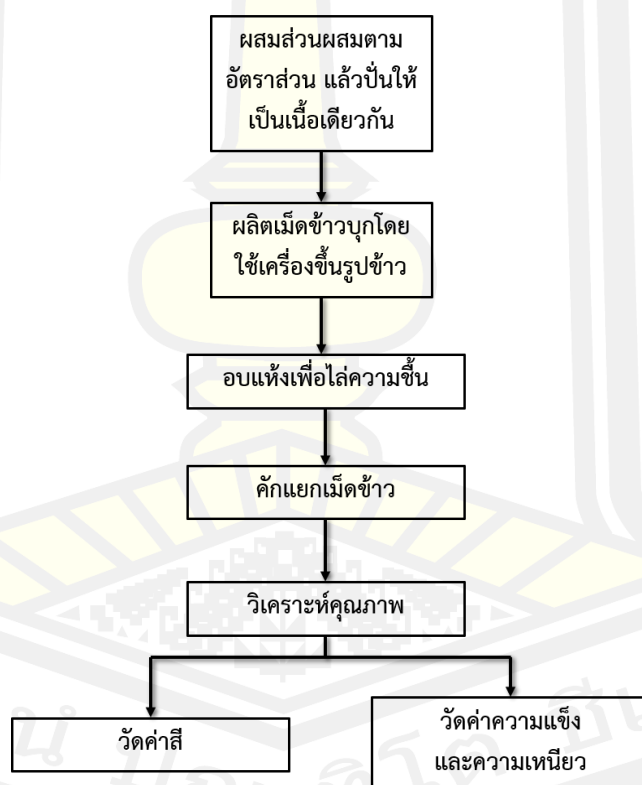 ผสมส่วนผสมตาม
อัตราส่วน แล้วปั่นให้
เป็นเนื้อเดียวกัน
ผลิตเม็ดข้าวบุกโดย
ใช้เครื่องขึ้นรูปข้าว
อบแห้งเพื่อไล่ความชื้น
คักแยกเม็ดข้าว
วิเคราะห์คุณภาพ
วัดค่าสี
วัดค่าความแข็ง
และความเหนียว